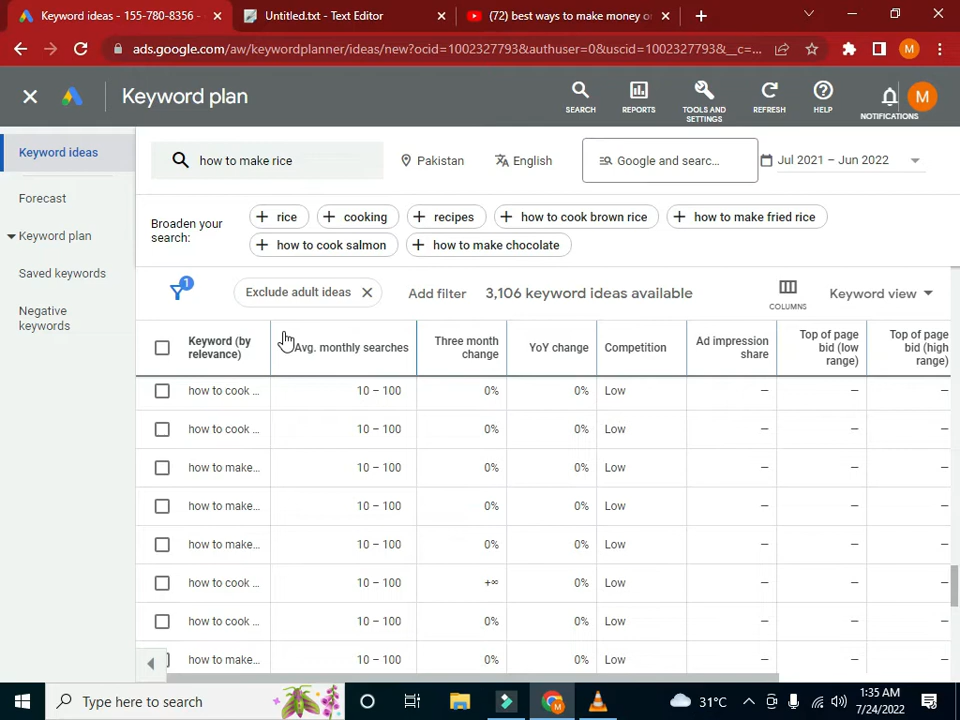 Keyword ideas - 155-780-8356 -
Untitled.txt - Text Editor
(72) best ways to make money o
ads.google.com/aw/keywordplanner/ideas/new?ocid=1002327793&authuser=0&uscid=1002327793&__c=...
M
Keyword plan
SEARCH
REPORTS
TOOLS AND SETTINGS
REFRESH
HELP
NOTIFICATIONS
M
Keyword ideas
Forecast
Keyword plan
Saved keywords
Negative
keywords
how to make rice
Pakistan
English
Google and searc...
Jul 2021 – Jun 2022
Broaden your
search:
rice
cooking
recipes
how to cook brown rice
how to make fried rice
how to cook salmon
how to make chocolate
1
Exclude adult ideas
Add filter
3,106 keyword ideas available
COLUMNS
Keyword view
Keyword (by
relevance)
Avg. monthly searches
Three month
change
YoY change
Competition
Ad impression
share
Top of page
bid (low
range)
Top of page
bid (high
range)
how to cook ... 10 – 100 0% 0% Low – – –
how to cook ... 10 – 100 0% 0% Low – – –
how to make... 10 – 100 0% 0% Low – – –
how to make... 10 – 100 0% 0% Low – – –
how to make... 10 – 100 0% 0% Low – – –
how to cook ... 10 – 100 +∞ 0% Low – – –
how to cook ... 10 – 100 0% 0% Low – – –
how to make... 10 – 100 0% 0% Low – – –
Type here to search
31°C
1:35 AM
7/24/2022